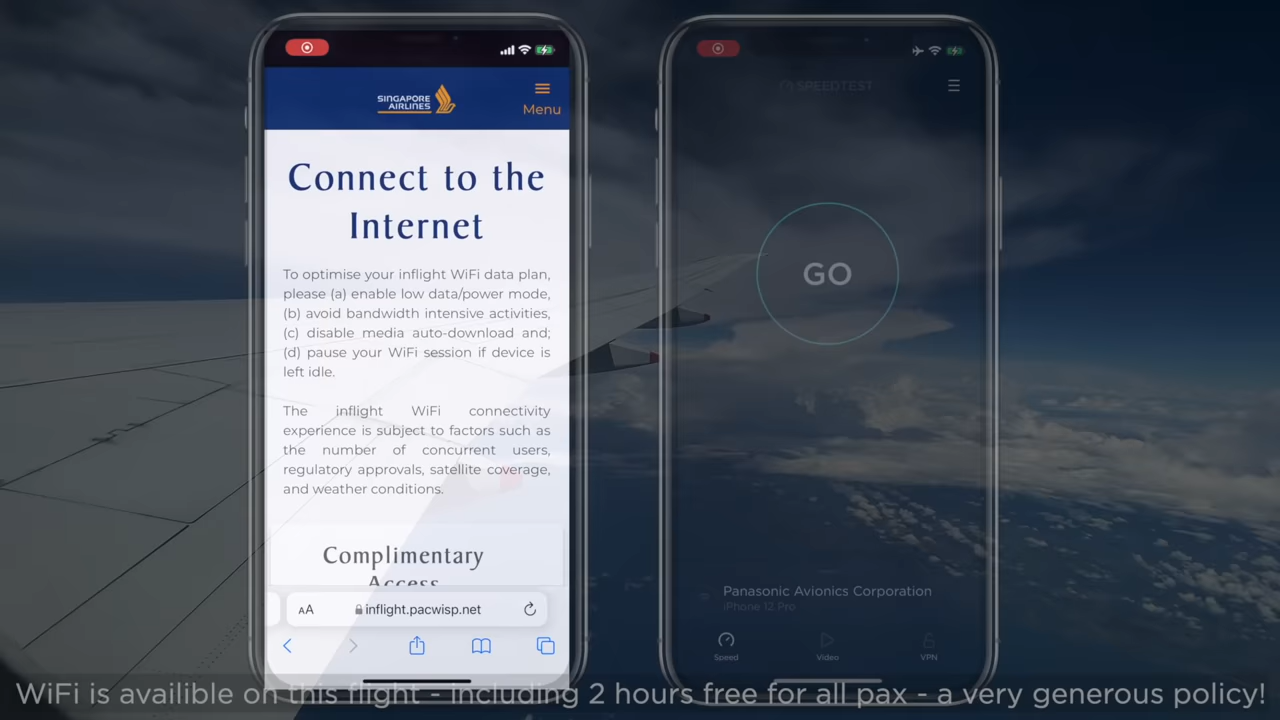 SINGAPORE
AIRLINES
Menu
Connect to the
Internet
To optimise your inflight WiFi data plan,
please (a) enable low data/power mode,
(b) avoid bandwidth intensive activities,
(c) disable media auto-download and;
(d) pause your WiFi session if device is
left idle.
The inflight WiFi connectivity
experience is subject to factors such as
the number of concurrent users,
regulatory approvals, satellite coverage,
and weather conditions.
Complimentary
Access
AA
inflight.pacwisp.net
SPEEDTEST
GO
Panasonic Avionics Corporation
iPhone 12 Pro
Speed
Video
VPN
WiFi is availible on this flight - including 2 hours free for all pax - a very generous policy!